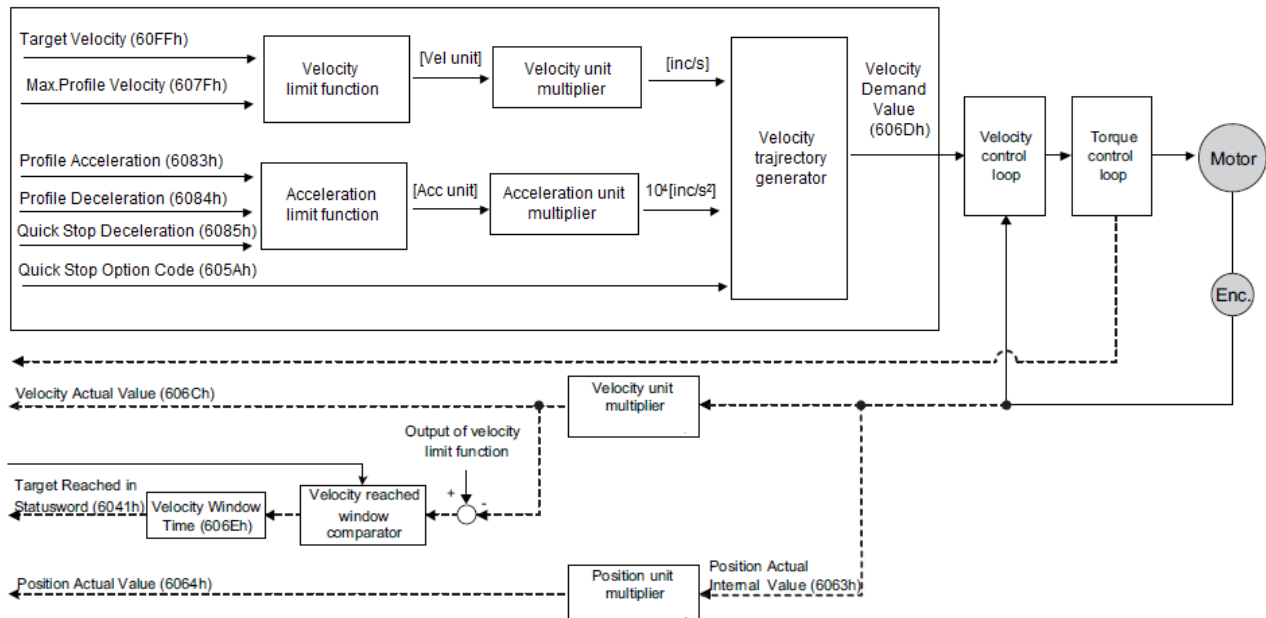 Target Velocity (60FFh)
Max.Profile Velocity (607Fh)
Velocity
limit function
[Vel unit]
Velocity unit
multiplier
[inc/s]
Profile Acceleration (6083h)
Profile Deceleration (6084h)
Quick Stop Deceleration (6085h)
Acceleration
limit function
[Acc unit]
Acceleration unit
multiplier
10⁴[inc/s²]
Quick Stop Option Code (605Ah)
Velocity
trajrectory
generator
Velocity
Demand
Value
(606Dh)
Velocity
control
loop
Torque
control
loop
Motor
Enc.
Velocity Actual Value (606Ch)
Velocity unit
multiplier
Output of velocity
limit function
+
-
Target Reached in
Statusword (6041h)
Velocity Window
Time (606Eh)
Velocity reached
window
comparator
Position Actual Value (6064h)
Position unit
multiplier
Position Actual
Internal Value (6063h)